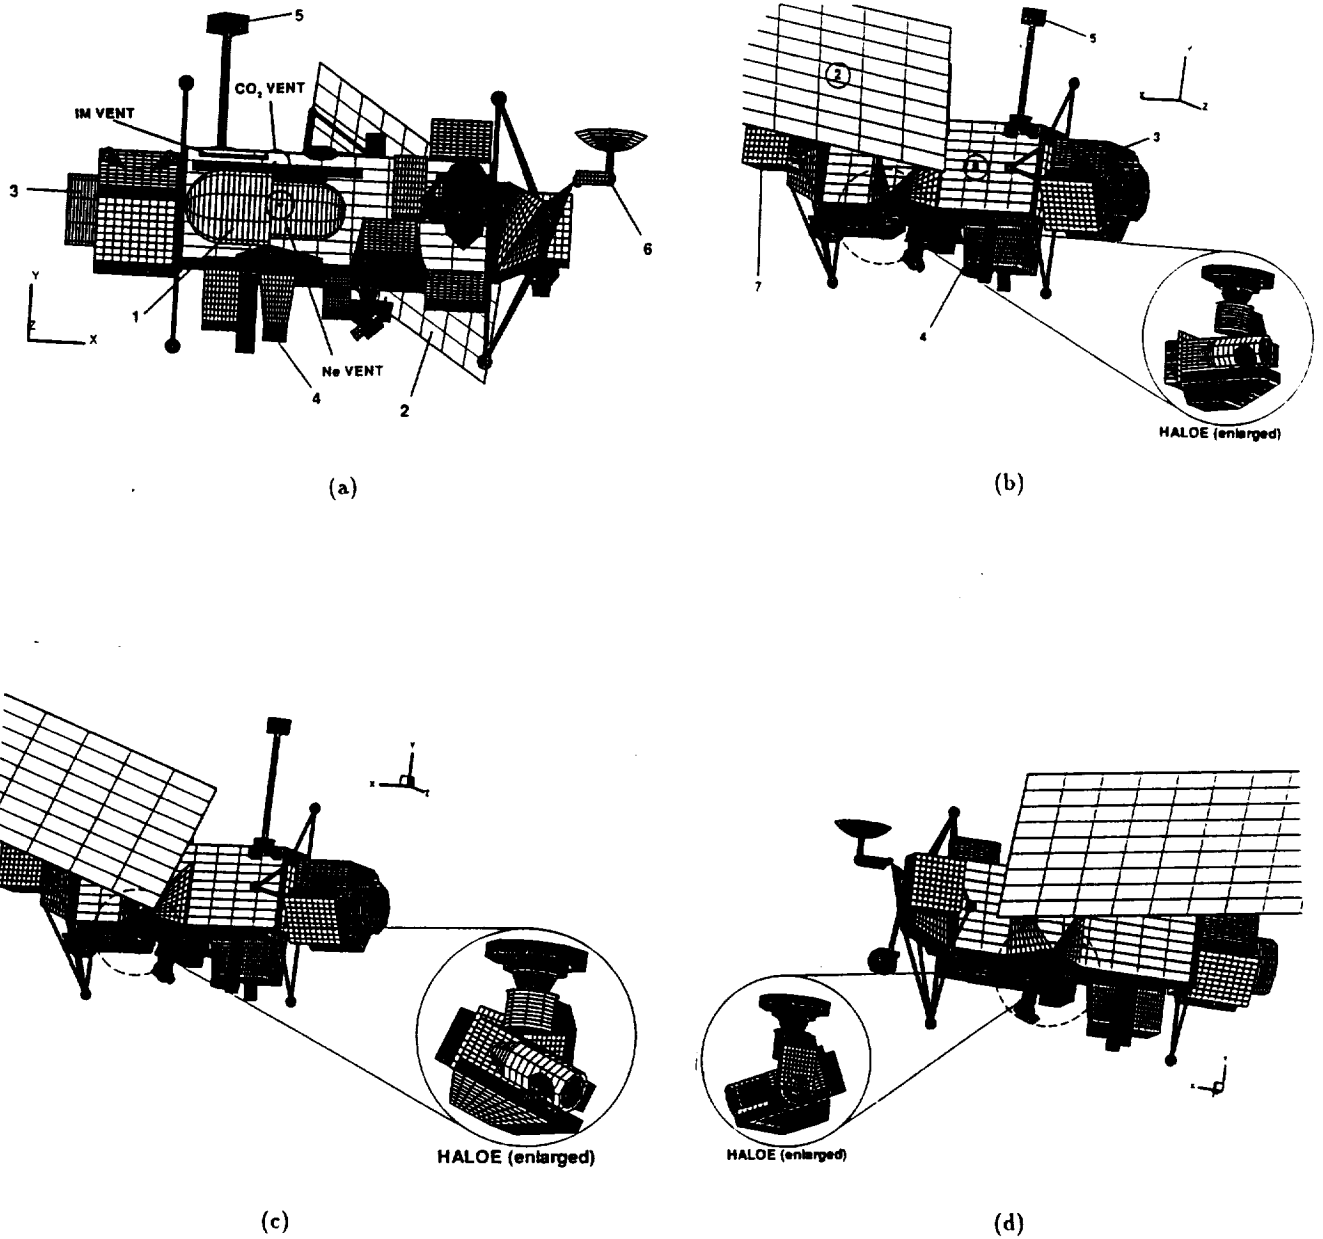 5
CO₂ VENT
IM VENT
3
6
Y
Z
X
1
Ne VENT
4
2
(a)
2
5
Y
X
Z
3
1
7
4
HALOE (enlarged)
(b)
Y
X
Z
HALOE (enlarged)
(c)
X
HALOE (enlarged)
(d)